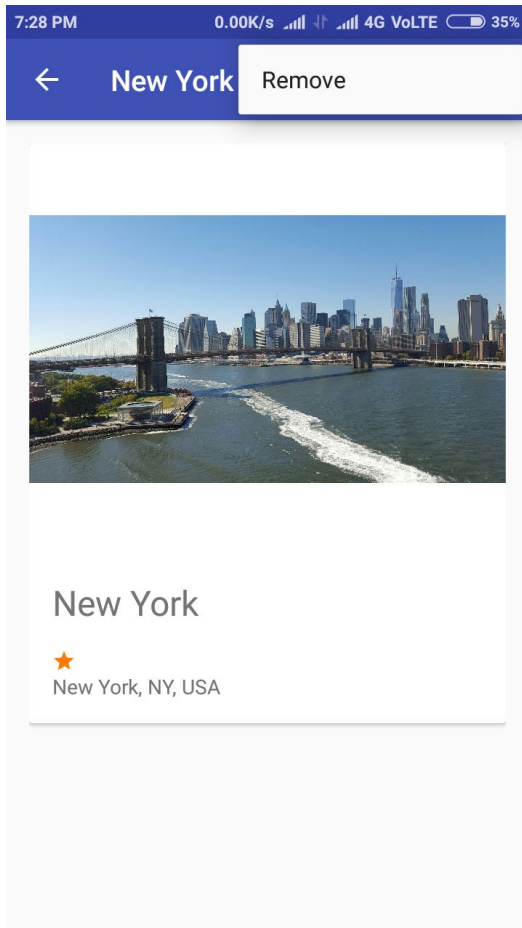 7:28 PM 0.00K/s 4G VoLTE 35%
New York
Remove
New York
New York, NY, USA